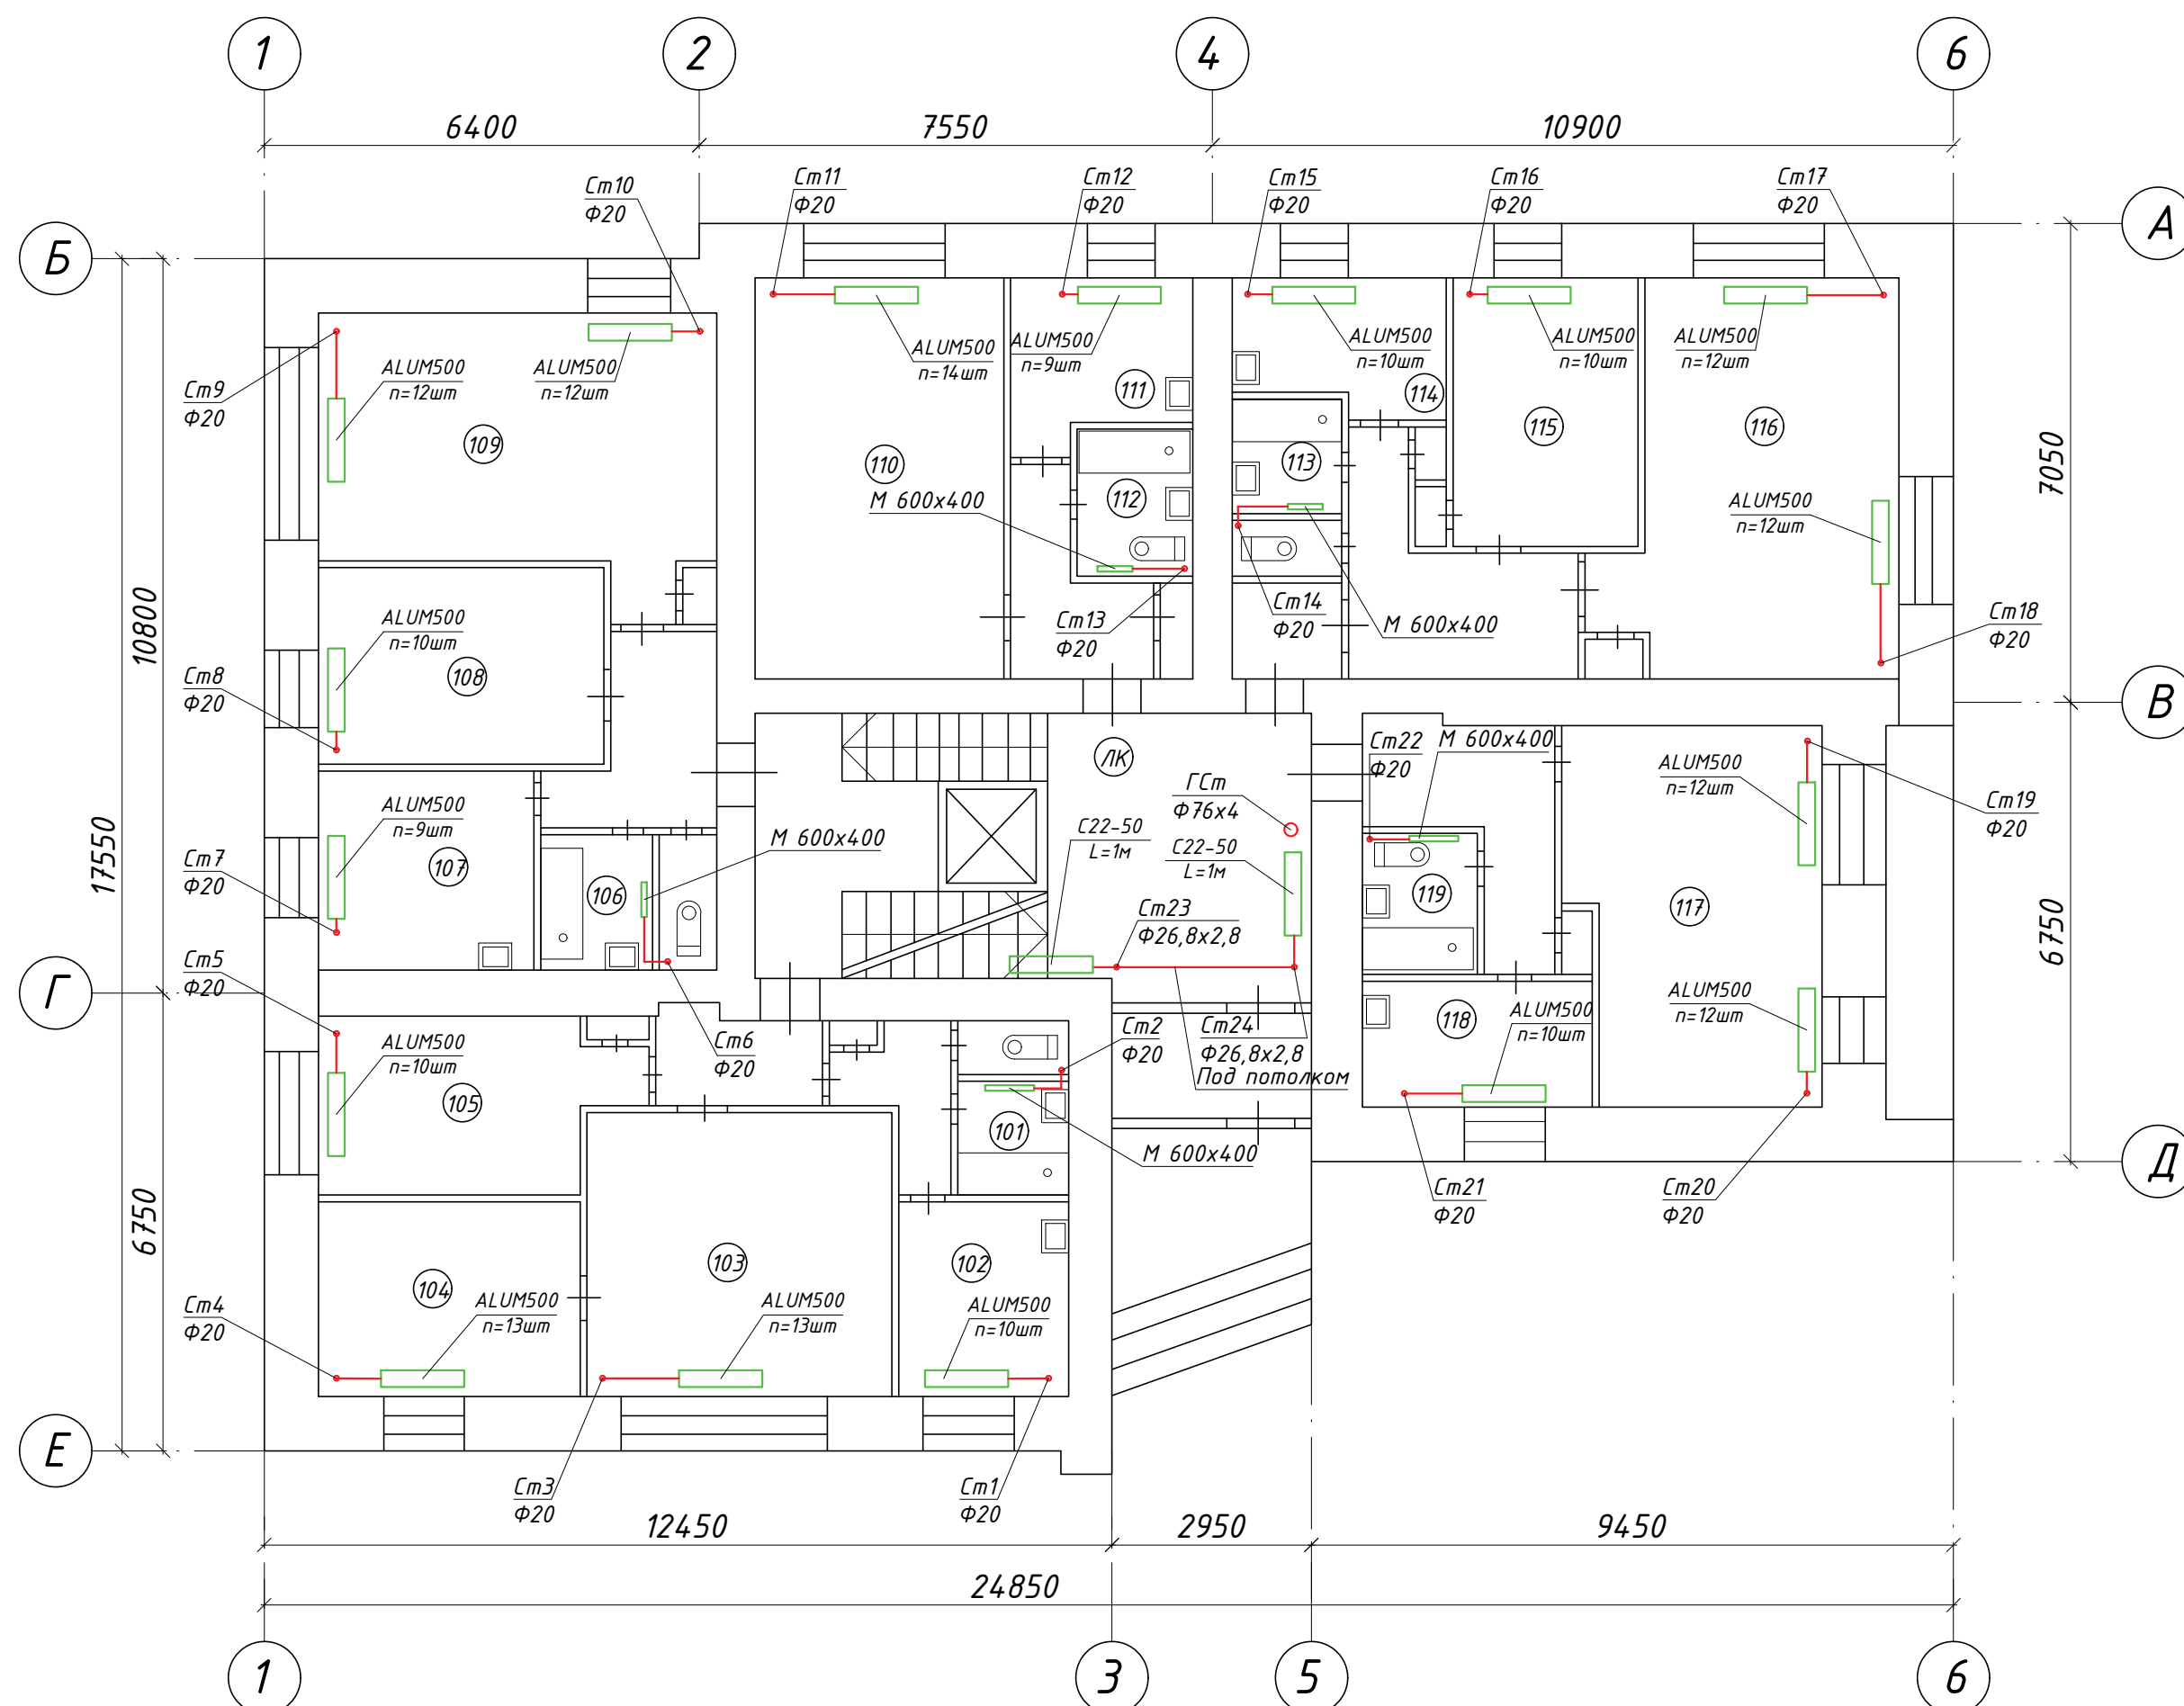 1
2
4
6
6400
7550
10900
Ст10
Ф20
Ст11
Ф20
Ст12
Ф20
Ст15
Ф20
Ст16
Ф20
Ст17
Ф20
Б
А
Ст9
Ф20
ALUM500
n=12шт
ALUM500
n=12шт
ALUM500
n=14шт
ALUM500
n=9шт
ALUM500
n=10шт
ALUM500
n=10шт
ALUM500
n=12шт
109
110
111
114
115
116
113
112
М 600х400
ALUM500
n=12шт
7050
10800
17550
ALUM500
n=10шт
108
Ст8
Ф20
Ст13
Ф20
Ст14
Ф20
М 600х400
Ст18
Ф20
В
ЛК
ГСт
Ф76х4
Ст22
Ф20
М 600х400
ALUM500
n=12шт
Ст19
Ф20
ALUM500
n=9шт
107
Ст7
Ф20
106
М 600х400
С22-50
L=1м
С22-50
L=1м
119
117
Ст23
Ф26,8х2,8
6750
Ст5
Ф20
Г
ALUM500
n=10шт
105
Ст6
Ф20
Ст2
Ф20
Ст24
Ф26,8х2,8
Под потолком
118
ALUM500
n=10шт
ALUM500
n=12шт
101
М 600х400
Д
6750
Ст21
Ф20
Ст20
Ф20
104
103
102
Ст4
Ф20
ALUM500
n=13шт
ALUM500
n=13шт
ALUM500
n=10шт
Е
Ст3
Ф20
Ст1
Ф20
12450
2950
9450
24850
1
3
5
6